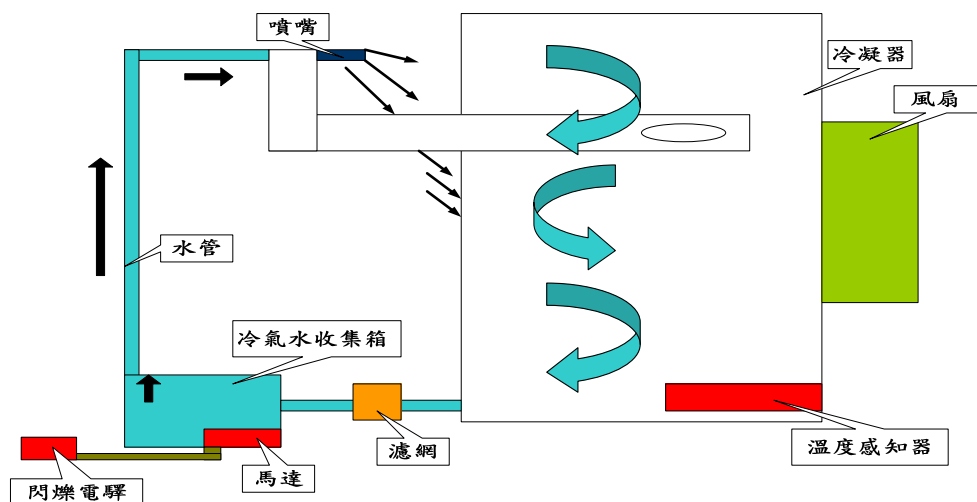 噴嘴
冷凝器
風扇
水管
冷氣水收集箱
濾網
溫度感知器
馬達
閃爍電驛